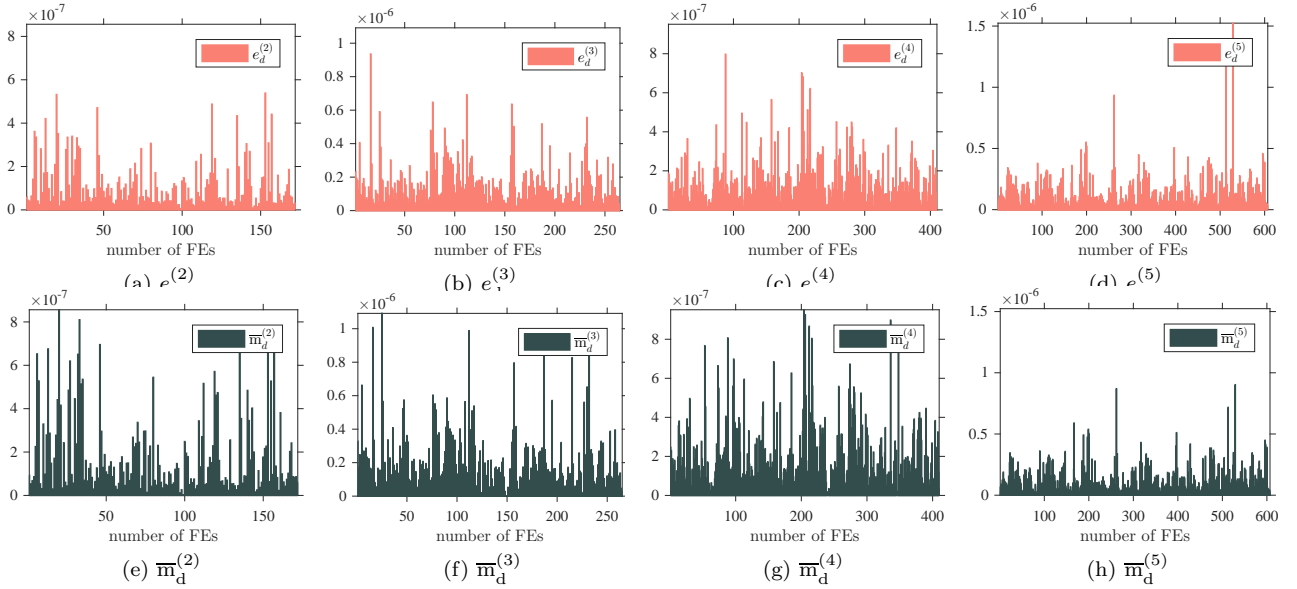 ×10⁻⁷
8
6
4
2
0
50 100 150
number of FEs
e_d^(2)
(a) e^(2)
×10⁻⁶
1
0.8
0.6
0.4
0.2
0
50 100 150 200 250
number of FEs
e_d^(3)
(b) e_d^(3)
×10⁻⁷
8
6
4
2
0
100 200 300 400
number of FEs
e_d^(4)
(c) e^(4)
×10⁻⁶
1.5
1
0.5
0
100 200 300 400 500 600
number of FEs
e_d^(5)
(d) e^(5)
×10⁻⁷
8
6
4
2
0
50 100 150
number of FEs
m̅_d^(2)
(e) m̅_d^(2)
×10⁻⁶
1
0.8
0.6
0.4
0.2
0
50 100 150 200 250
number of FEs
m̅_d^(3)
(f) m̅_d^(3)
×10⁻⁷
8
6
4
2
0
100 200 300 400
number of FEs
m̅_d^(4)
(g) m̅_d^(4)
×10⁻⁶
1.5
1
0.5
0
100 200 300 400 500 600
number of FEs
m̅_d^(5)
(h) m̅_d^(5)